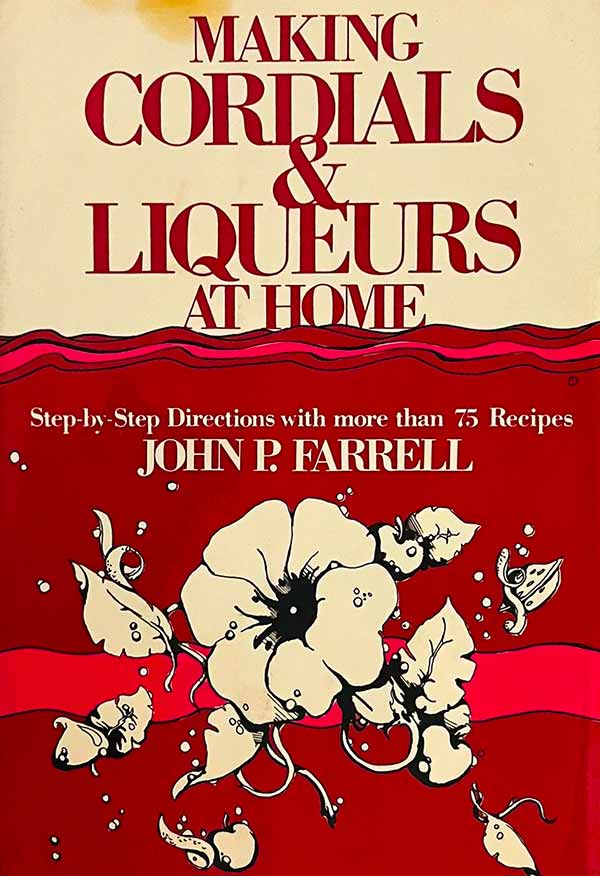 MAKING
CORDIALS
&
LIQUEURS
AT HOME
Step-by-Step Directions with more than 75 Recipes
JOHN P. FARRELL